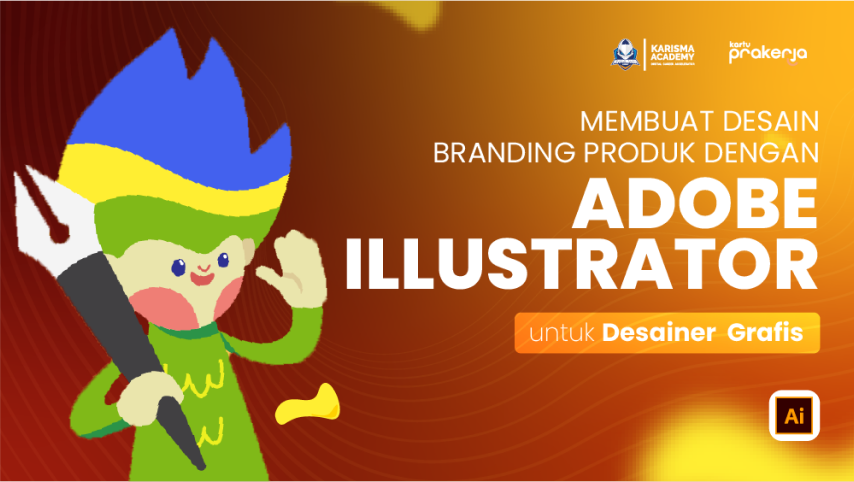 KARISMA
ACADEMY
kartu
prakerja
MEMBUAT DESAIN
BRANDING PRODUK DENGAN
ADOBE
ILLUSTRATOR
untuk Desainer Grafis
Ai